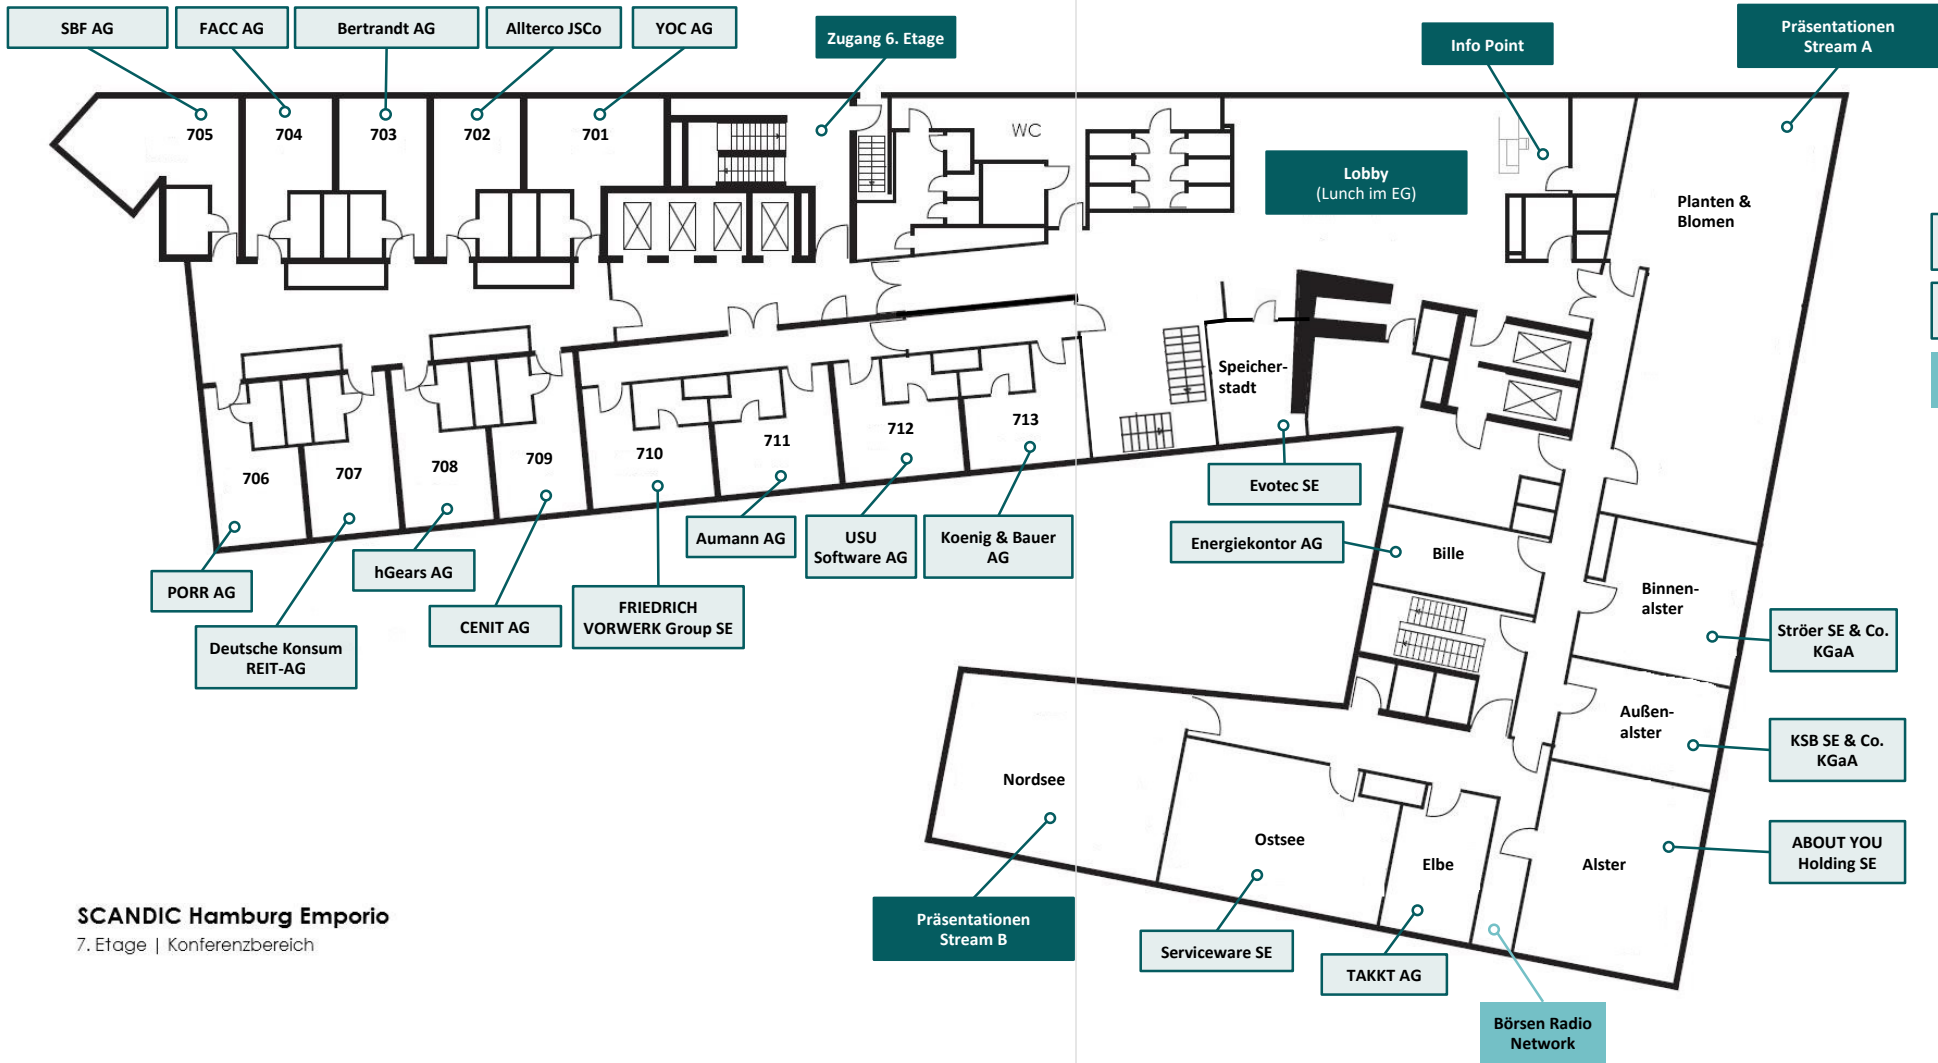 SBF AG
FACC AG
Bertrandt AG
Allterco JSCo
YOC AG
Zugang 6. Etage
Info Point
Präsentationen
Stream A
705
704
703
702
701
WC
Lobby
(Lunch im EG)
Planten &
Blomen
Speicher-
stadt
706
707
708
709
710
711
712
713
Evotec SE
Energiekontor AG
Bille
Binnen-
alster
Ströer SE & Co.
KGaA
PORR AG
Deutsche Konsum
REIT-AG
hGears AG
CENIT AG
FRIEDRICH
VORWERK Group SE
Aumann AG
USU
Software AG
Koenig & Bauer
AG
Außen-
alster
KSB SE & Co.
KGaA
Nordsee
Ostsee
Elbe
Alster
ABOUT YOU
Holding SE
Präsentationen
Stream B
Serviceware SE
TAKKT AG
Börsen Radio
Network
SCANDIC Hamburg Emporio
7. Etage | Konferenzbereich